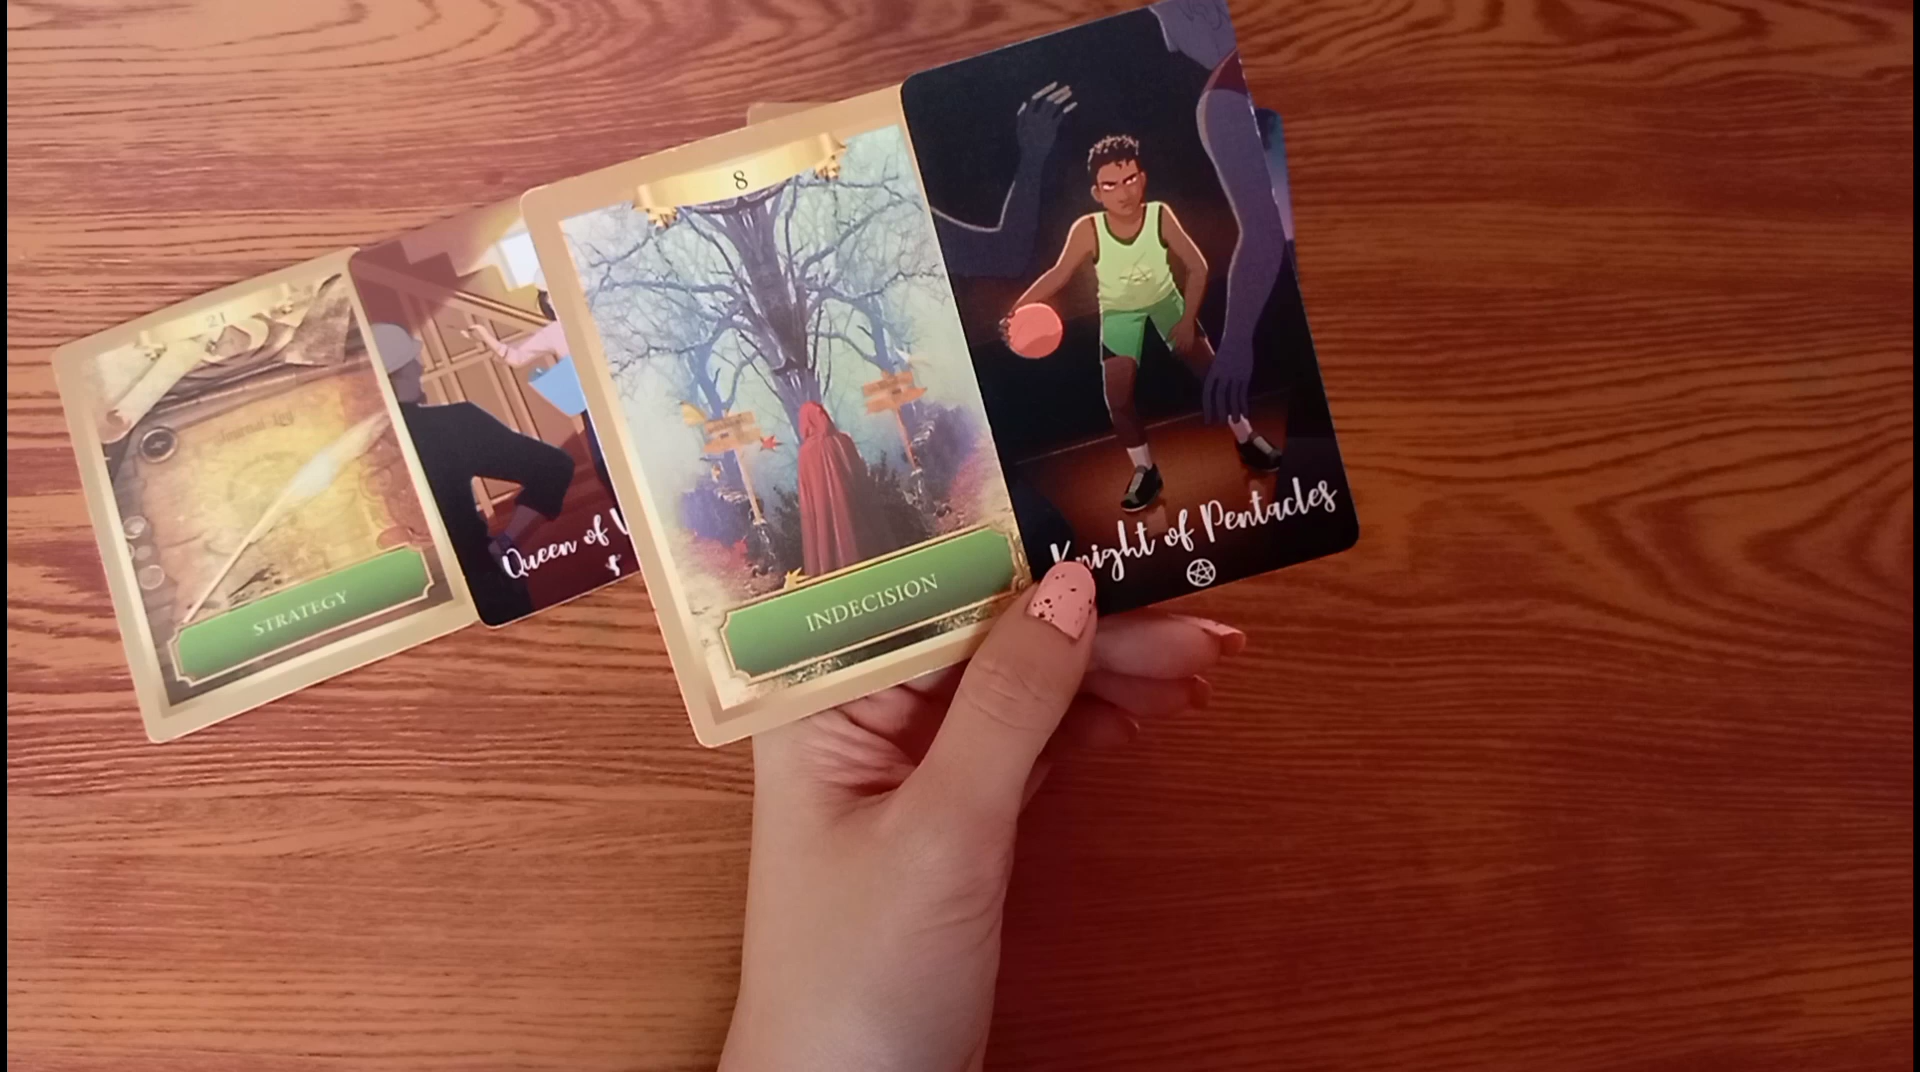 21
STRATEGY
Queen of
8
INDECISION
Knight of Pentacles